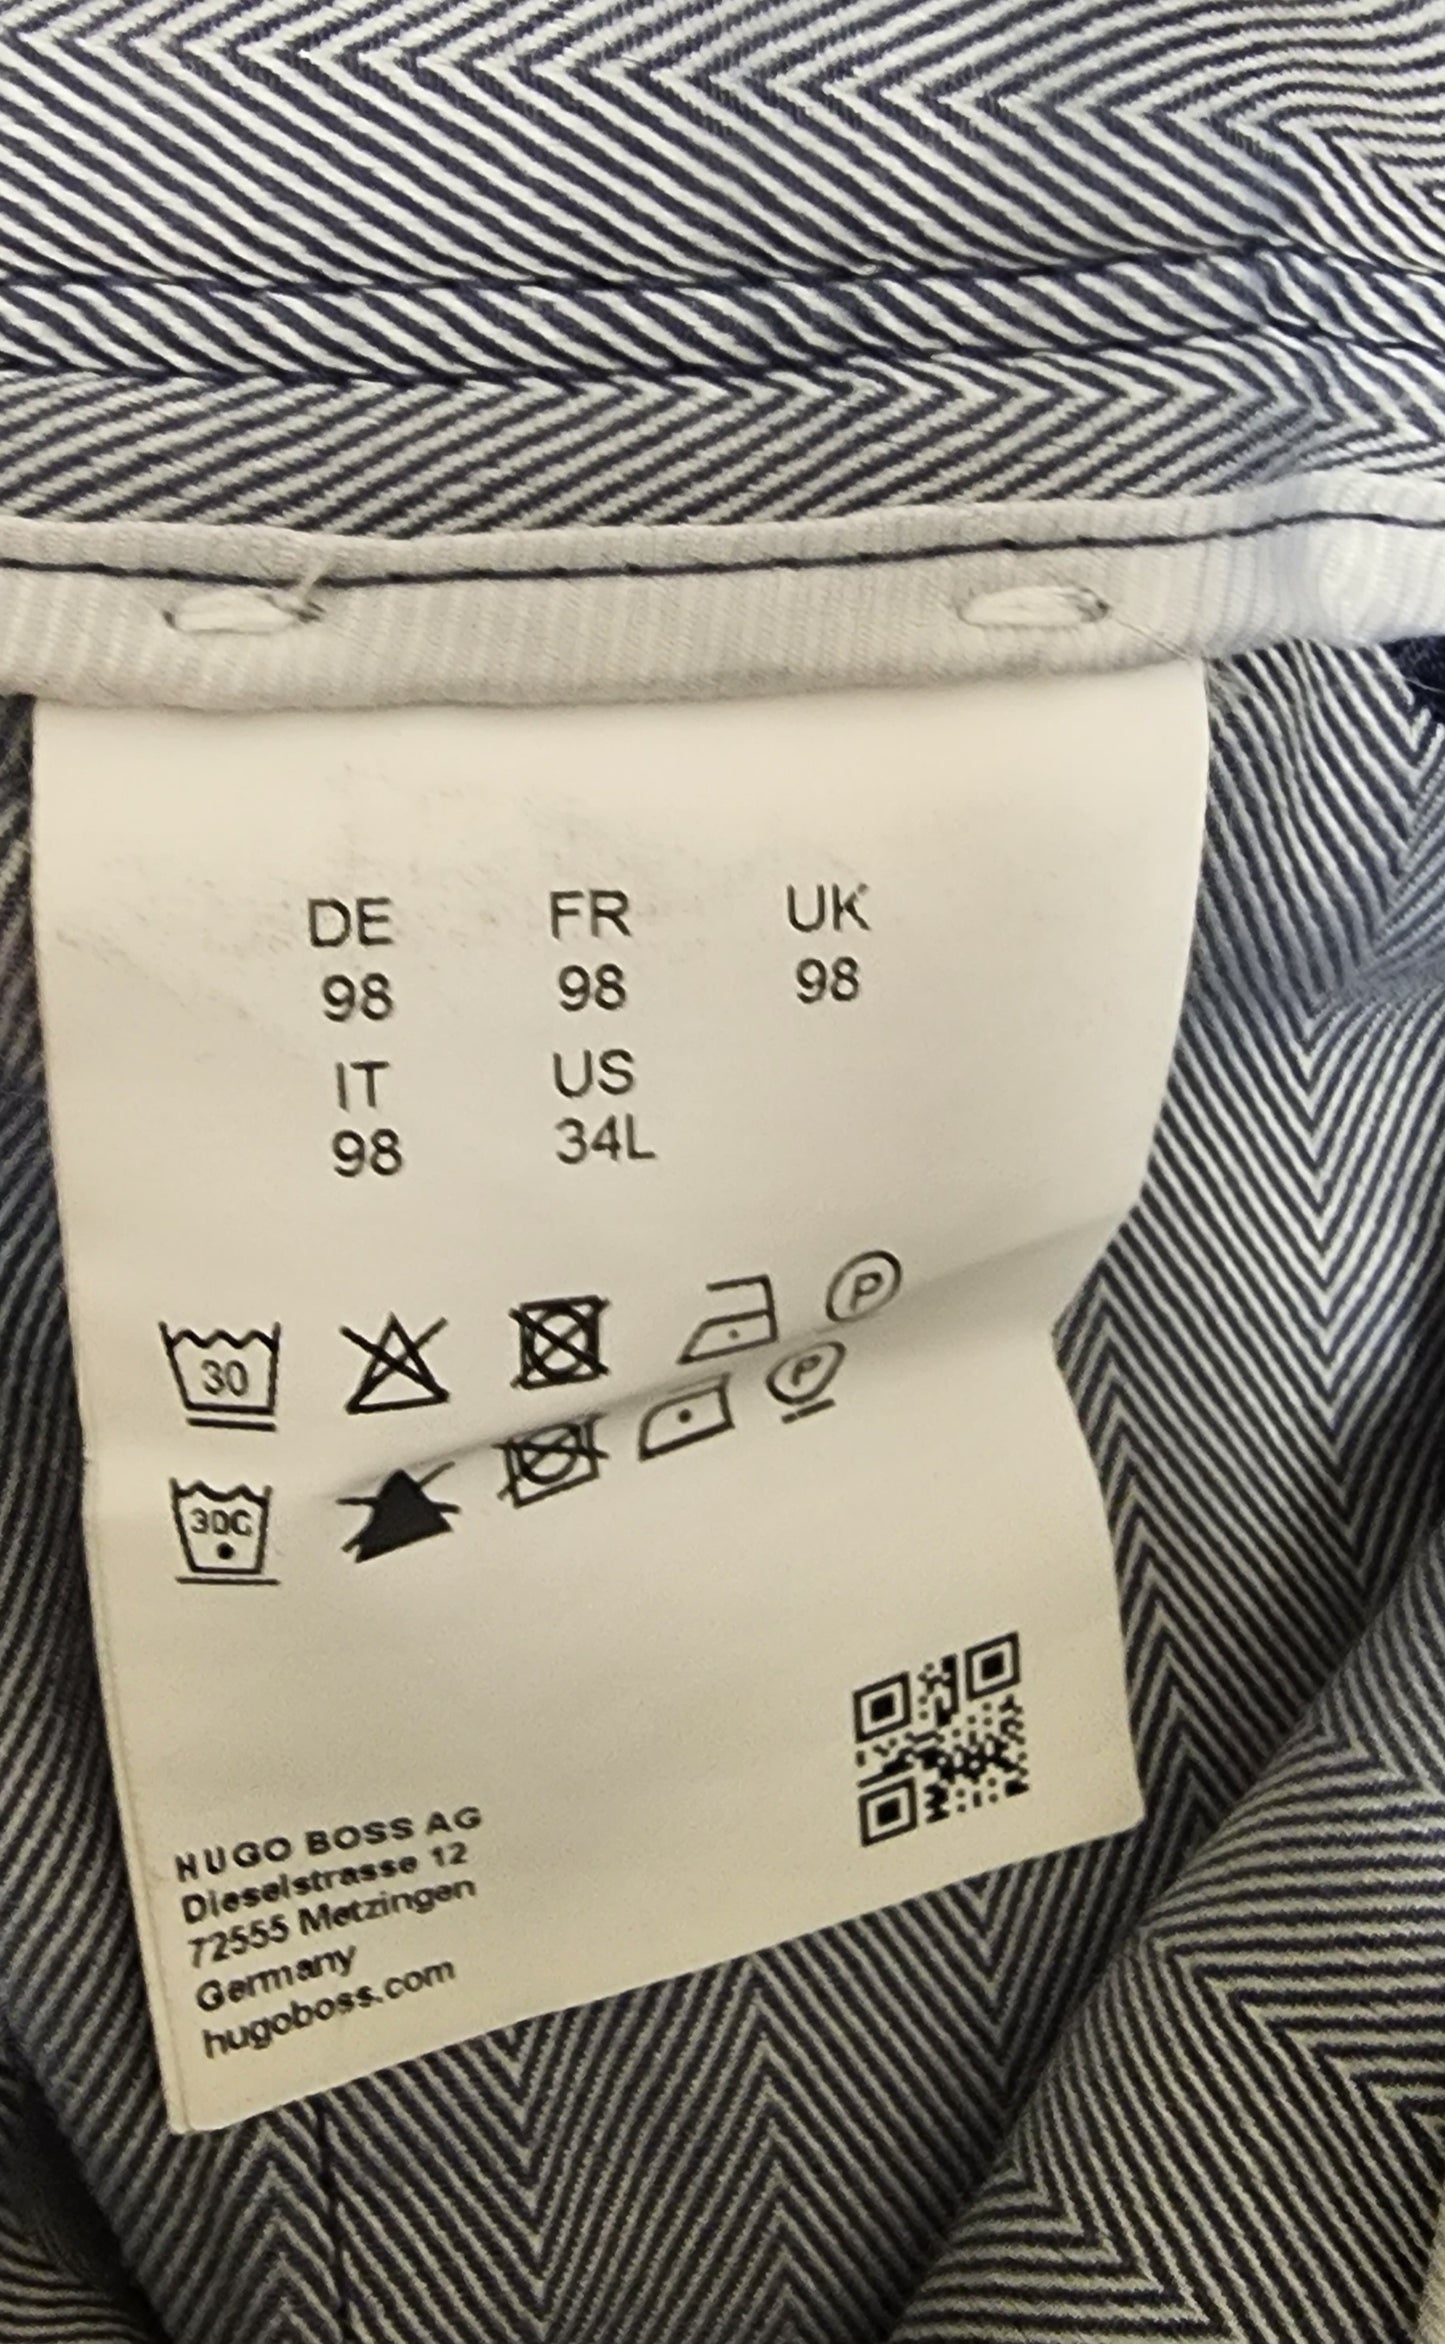 DE FR UK
98 98 98
IT US
98 34L
30 P
30C P
HUGO BOSS AG
Dieselstrasse 12
72555 Metzingen
Germany
hugoboss.com